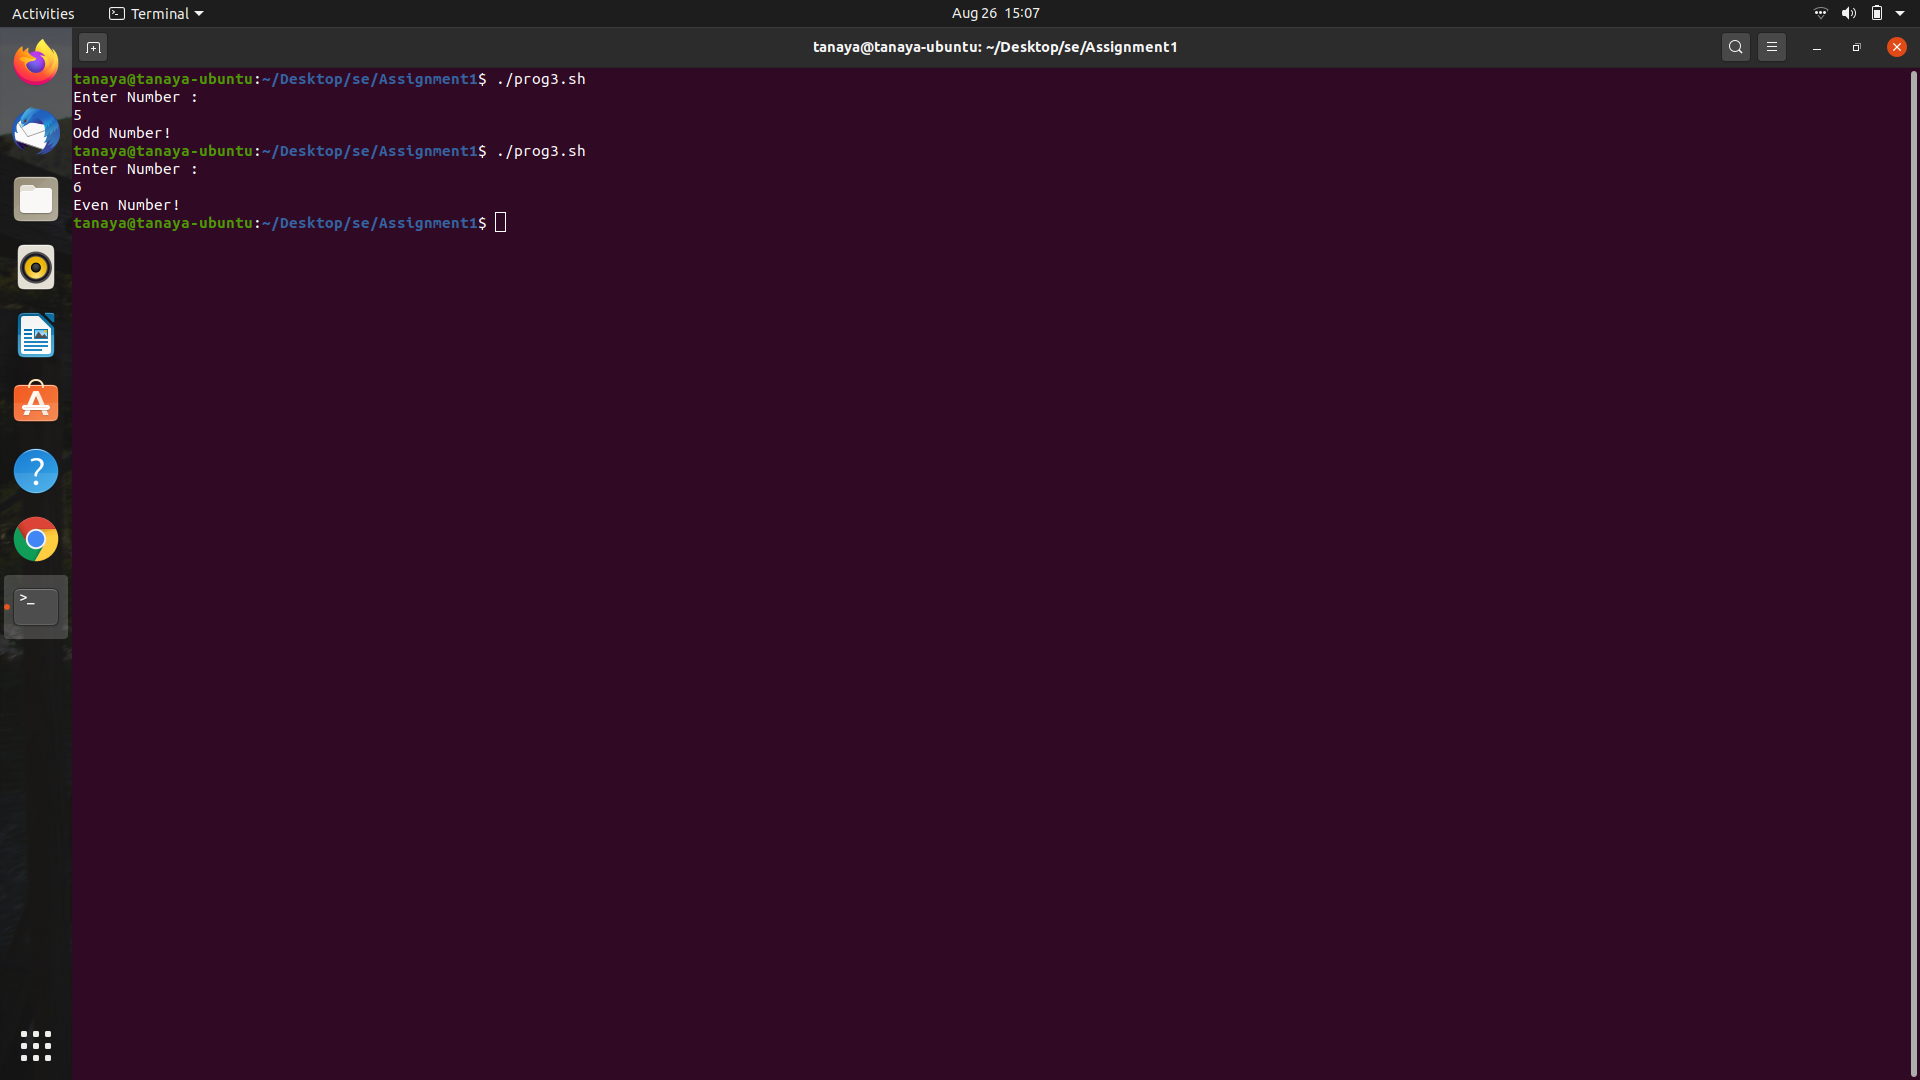 Activities
Terminal
Aug 26 15:07
tanaya@tanaya-ubuntu: ~/Desktop/se/Assignment1
tanaya@tanaya-ubuntu:~/Desktop/se/Assignment1$ ./prog3.sh
Enter Number :
5
Odd Number!
tanaya@tanaya-ubuntu:~/Desktop/se/Assignment1$ ./prog3.sh
Enter Number :
6
Even Number!
tanaya@tanaya-ubuntu:~/Desktop/se/Assignment1$